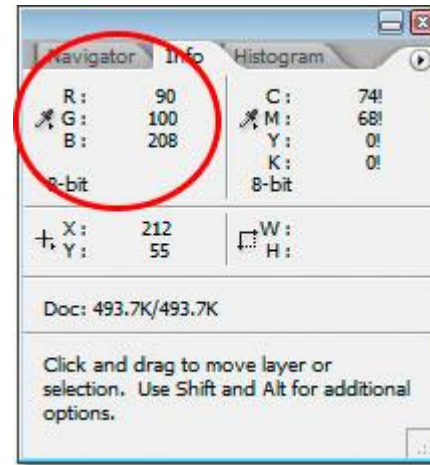 Navigator Info Histogram
R: 90 C: 74!
G: 100 M: 68!
B: 208 Y: 0!
K: 0!
8-bit 8-bit
X: 212 W:
Y: 55 H:
Doc: 493.7K/493.7K
Click and drag to move layer or
selection. Use Shift and Alt for additional
options.